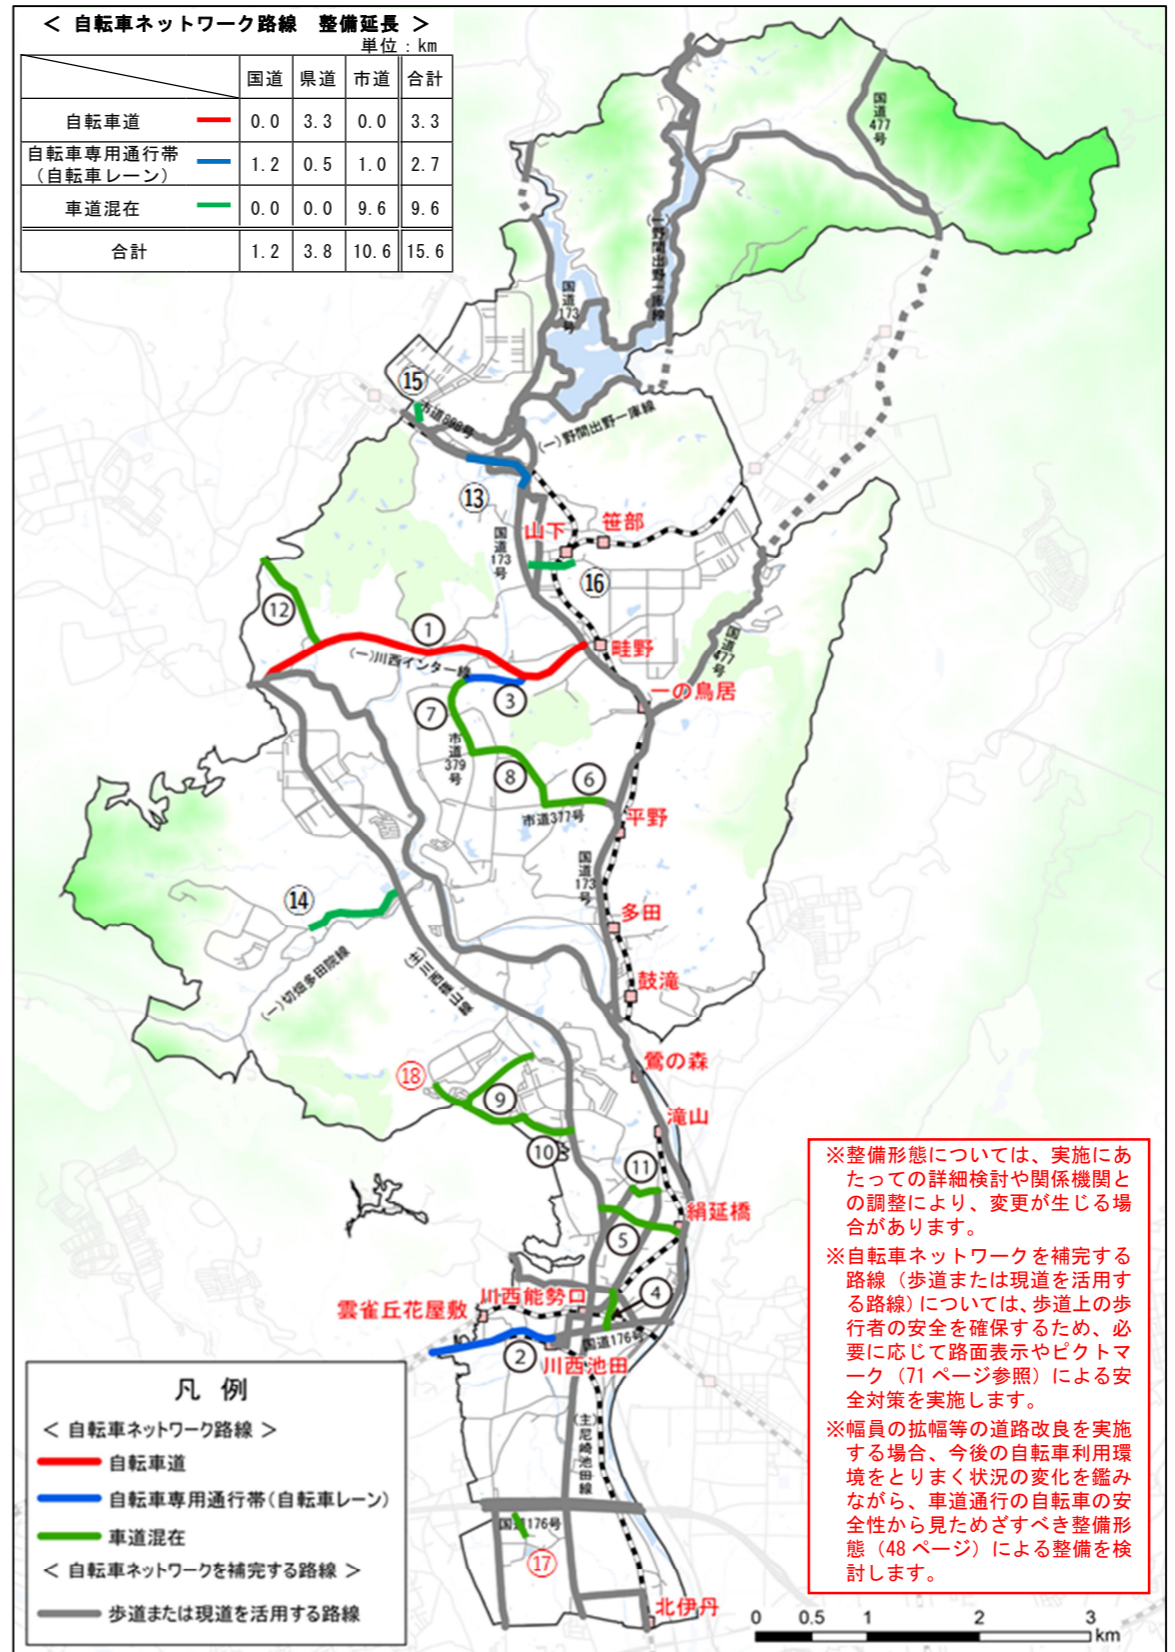 ＜ 自転車ネットワーク路線　整備延長 ＞
単位：km
国道 県道 市道 合計
自転車道 0.0 3.3 0.0 3.3
自転車専用通行帯
（自転車レーン） 1.2 0.5 1.0 2.7
車道混在 0.0 0.0 9.6 9.6
合計 1.2 3.8 10.6 15.6
国道477号
(一)野間出野一庫線
国道173号
⑮
市道898号
(一)野間出野一庫線
⑬
国道173号
山下
笹部
⑯
⑫
①
畦野
(一)川西インター線
国道477号
③
一の鳥居
⑦
市道379号
⑧
⑥
市道377号
平野
国道173号
⑭
多田
(一)切畑多田院線
(主)川西篠山線
鼓滝
鶯の森
⑱
⑨
滝山
⑩
⑪
絹延橋
⑤
川西能勢口
④
雲雀丘花屋敷
国道176号
②
川西池田
(主)尼崎池田線
国道176号
⑰
北伊丹
※整備形態については、実施にあ
たっての詳細検討や関係機関と
の調整により、変更が生じる場
合があります。
※自転車ネットワークを補完する
路線（歩道または現道を活用す
る路線）については、歩道上の歩
行者の安全を確保するため、必
要に応じて路面表示やピクトマ
ーク（71 ページ参照）による安
全対策を実施します。
※幅員の拡幅等の道路改良を実施
する場合、今後の自転車利用環
境をとりまく状況の変化を鑑み
ながら、車道通行の自転車の安
全性から見ためざすべき整備形
態（48 ページ）による整備を検
討します。
凡 例
＜ 自転車ネットワーク路線 ＞
自転車道
自転車専用通行帯(自転車レーン)
車道混在
＜ 自転車ネットワークを補完する路線 ＞
歩道または現道を活用する路線
0 0.5 1 2 3
km